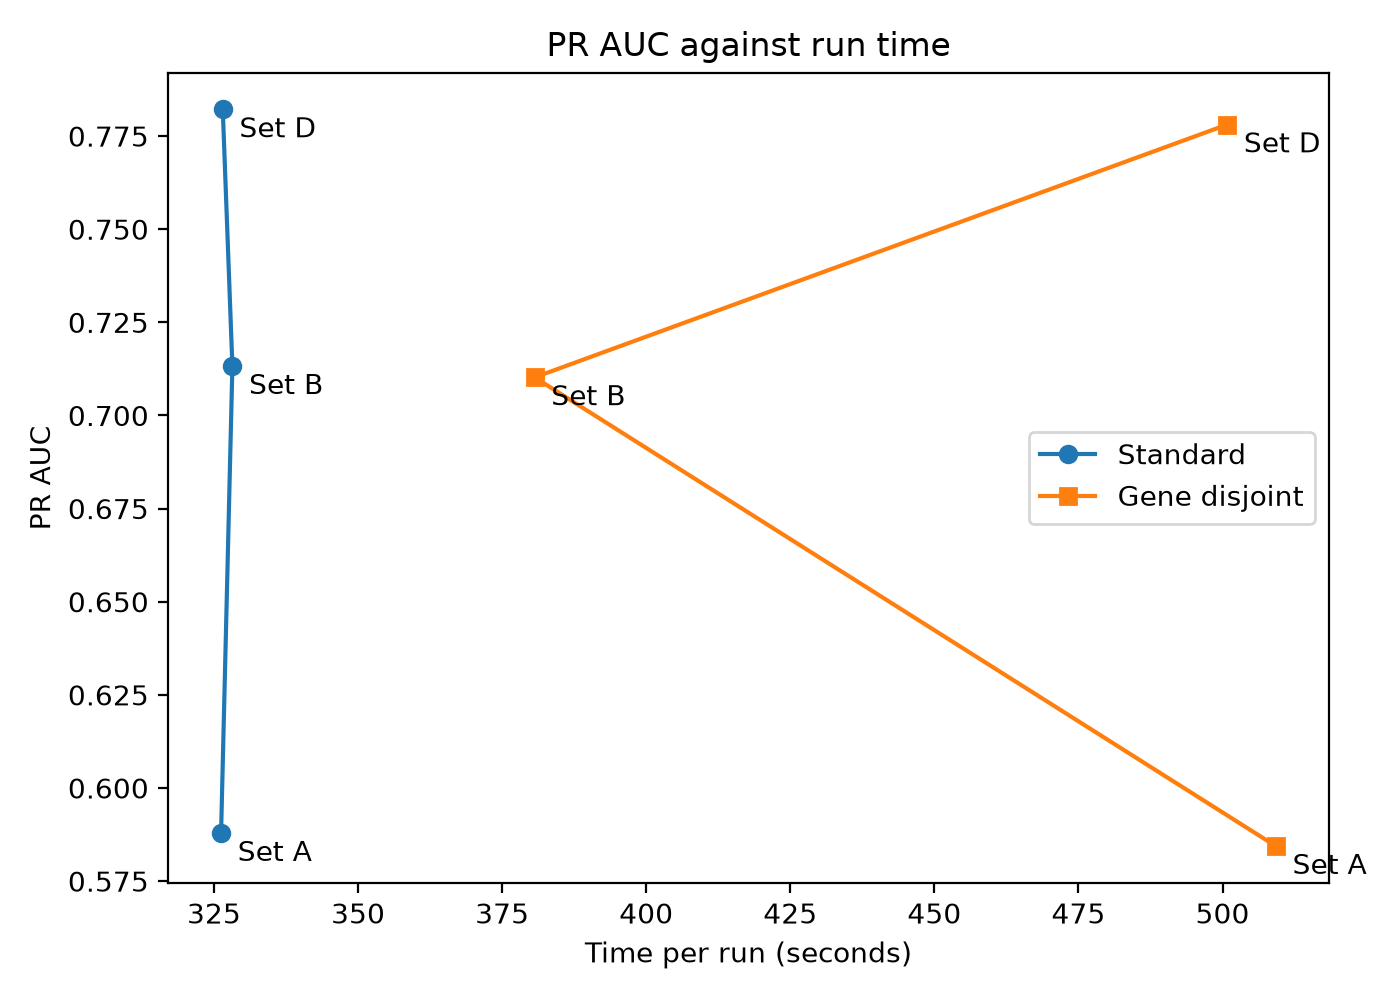 PR AUC against run time
PR AUC
0.775
0.750
0.725
0.700
0.675
0.650
0.625
0.600
0.575
Set D
Set D
Set B
Set B
Set A
Set A
Standard
Gene disjoint
325
350
375
400
425
450
475
500
Time per run (seconds)